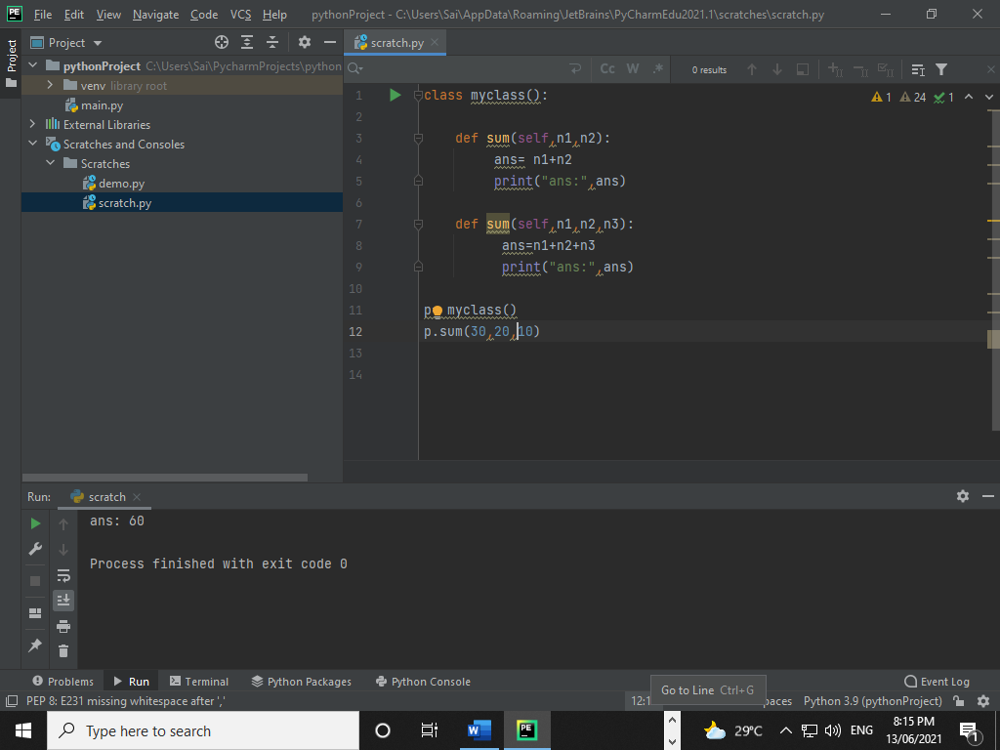 PE File Edit View Navigate Code VCS Help pythonProject - C:\Users\Sai\AppData\Roaming\JetBrains\PyCharmEdu2021.1\scratches\scratch.py
Project
Project
scratch.py
pythonProject C:\Users\Sai\PycharmProjects\python
venv library root
main.py
External Libraries
Scratches and Consoles
Scratches
demo.py
scratch.py
Cc W .* 0 results
1 24 1
1 class myclass():
2
3 def sum(self,n1,n2):
4 ans= n1+n2
5 print("ans:",ans)
6
7 def sum(self,n1,n2,n3):
8 ans=n1+n2+n3
9 print("ans:",ans)
10
11 p myclass()
12 p.sum(30,20,10)
13
14
Run: scratch
ans: 60
Process finished with exit code 0
Problems Run Terminal Python Packages Python Console Event Log
Go to Line Ctrl+G
PEP 8: E231 missing whitespace after ',' 12:1 paces Python 3.9 (pythonProject)
Type here to search
W PE
29°C ENG
8:15 PM
13/06/2021
1